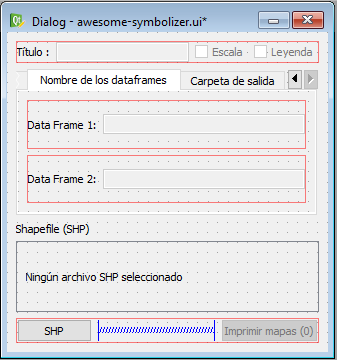 Dialog - awesome-symbolizer.ui*
Título : Escala Leyenda
Nombre de los dataframes Carpeta de salida
Data Frame 1:
Data Frame 2:
Shapefile (SHP)
Ningún archivo SHP seleccionado
SHP Imprimir mapas (0)